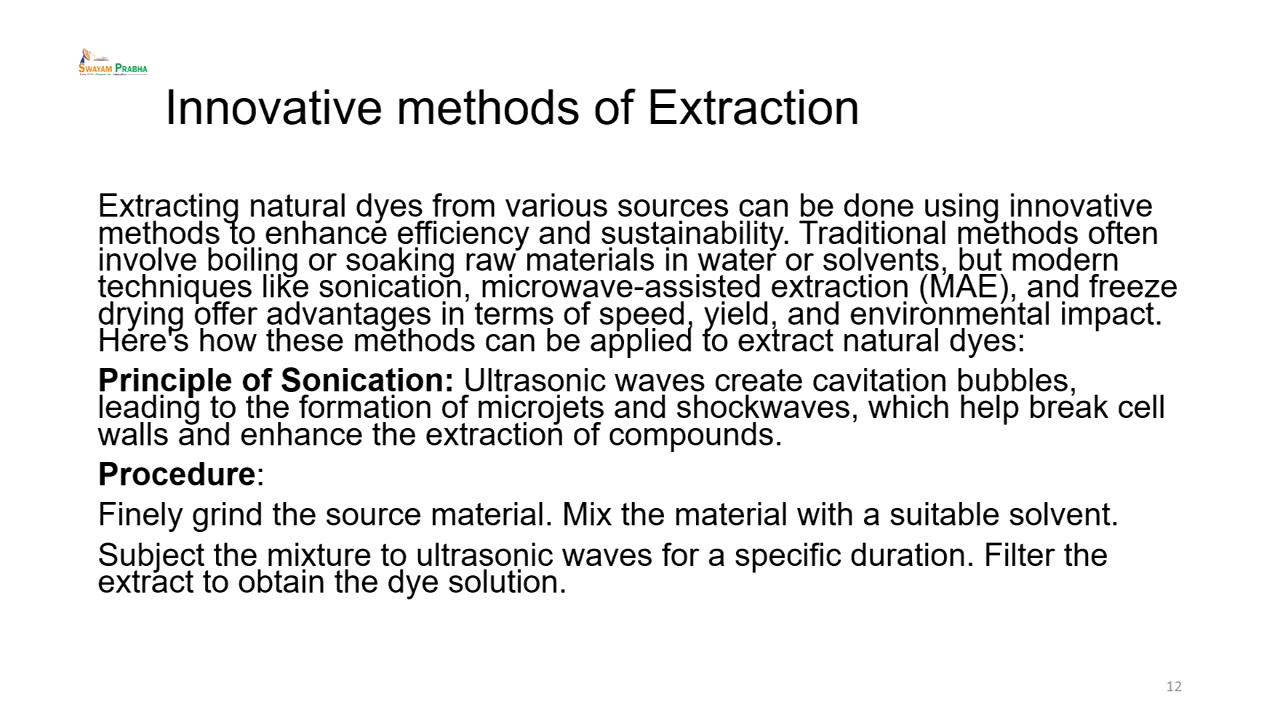 SWAYAM PRABHA
Innovative methods of Extraction
Extracting natural dyes from various sources can be done using innovative
methods to enhance efficiency and sustainability. Traditional methods often
involve boiling or soaking raw materials in water or solvents, but modern
techniques like sonication, microwave-assisted extraction (MAE), and freeze
drying offer advantages in terms of speed, yield, and environmental impact.
Here's how these methods can be applied to extract natural dyes:
Principle of Sonication: Ultrasonic waves create cavitation bubbles,
leading to the formation of microjets and shockwaves, which help break cell
walls and enhance the extraction of compounds.
Procedure:
Finely grind the source material. Mix the material with a suitable solvent.
Subject the mixture to ultrasonic waves for a specific duration. Filter the
extract to obtain the dye solution.
12